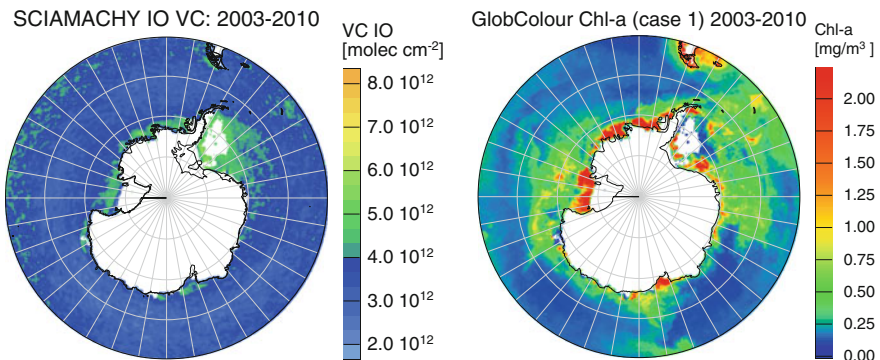 SCIAMACHY IO VC: 2003-2010
VC IO
[molec cm-2]
8.0 10¹²
7.0 10¹²
6.0 10¹²
5.0 10¹²
4.0 10¹²
3.0 10¹²
2.0 10¹²
GlobColour Chl-a (case 1) 2003-2010
Chl-a
[mg/m³ ]
2.00
1.75
1.50
1.25
1.00
0.75
0.50
0.25
0.00